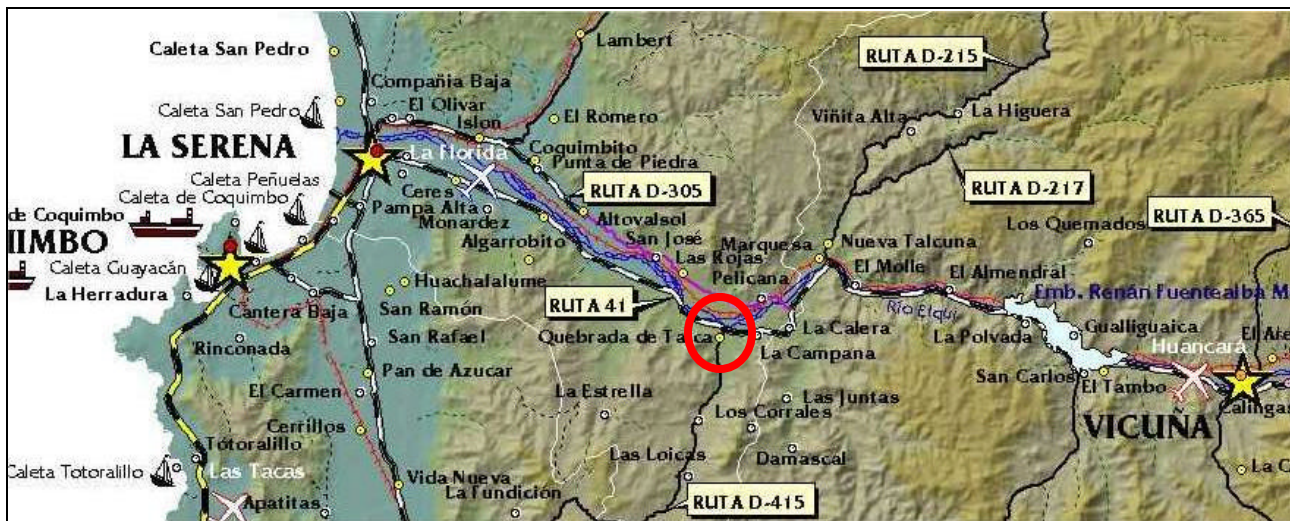 Caleta San Pedro
Lambert
RUTA D-215
Compañia Baja
Caleta San Pedro
El Olivar
Islon
El Romero
Viñita Alta
La Higuera
LA SERENA
La Florida
Coquimbito
Punta de Piedra
Caleta Peñuelas
Ceres
RUTA D-305
RUTA D-217
Caleta de Coquimbo
Pampa Alta
Monardez
Altovalsol
Los Quemados
RUTA D-365
de Coquimbo
IMBO
Algarrobito
San José
Las Rojas
Marquesa
Nueva Talcuna
Caleta Guayacán
Huachalalume
Pelicana
El Molle
El Almendral
La Herradura
RUTA 41
Río Elqui
Emb. Renán Fuentealba M
Cantera Baja
San Ramón
Quebrada de Talca
La Calera
Gualliguaica
Rinconada
San Rafael
La Campana
La Polvada
Huancará
Pan de Azucar
San Carlos
El Tambo
El Carmen
La Estrella
Las Juntas
VICUÑA
Calingas
Cerrillos
Los Corrales
Totoralillo
Las Loicas
Damascal
Caleta Totoralillo
Las Tacas
Vida Nueva
La Fundición
Apatitas
RUTA D-415